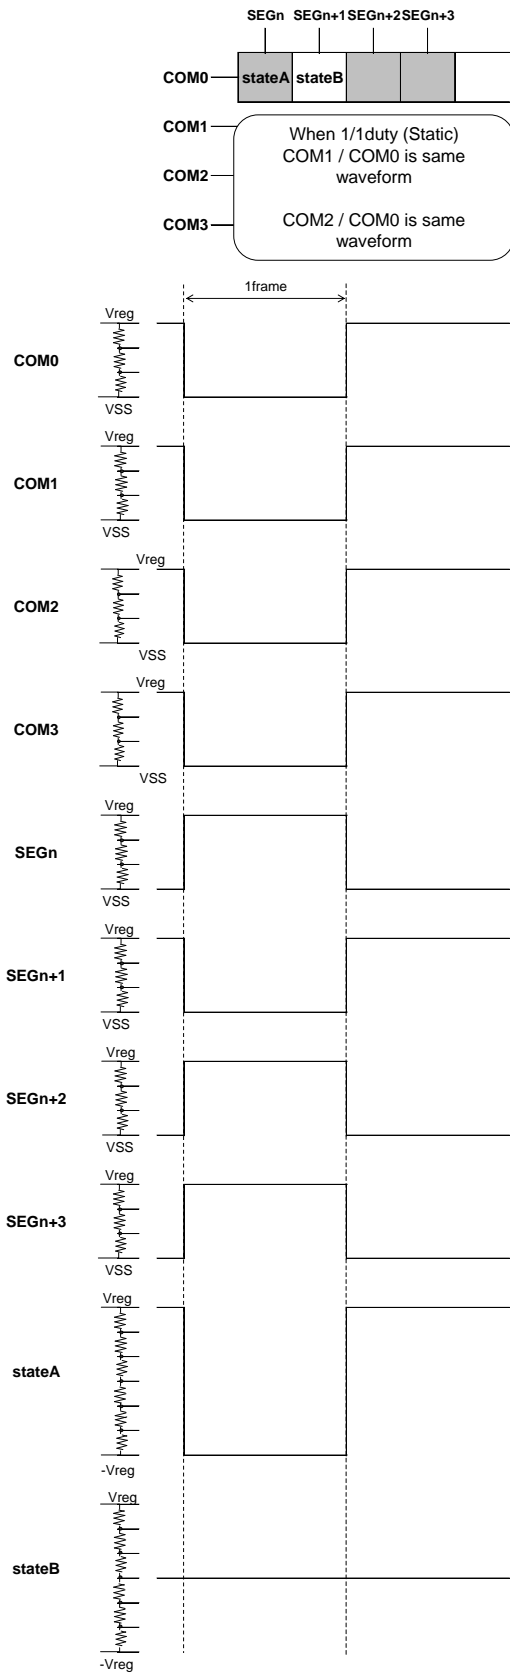 SEGn SEGn+1 SEGn+2 SEGn+3
COM0 stateA stateB
COM1
COM2
COM3
When 1/1duty (Static)
COM1 / COM0 is same
waveform
COM2 / COM0 is same
waveform
1frame
Vreg
COM0
VSS
Vreg
COM1
VSS
Vreg
COM2
VSS
Vreg
COM3
VSS
Vreg
SEGn
VSS
Vreg
SEGn+1
VSS
Vreg
SEGn+2
VSS
Vreg
SEGn+3
VSS
Vreg
stateA
-Vreg
Vreg
stateB
-Vreg